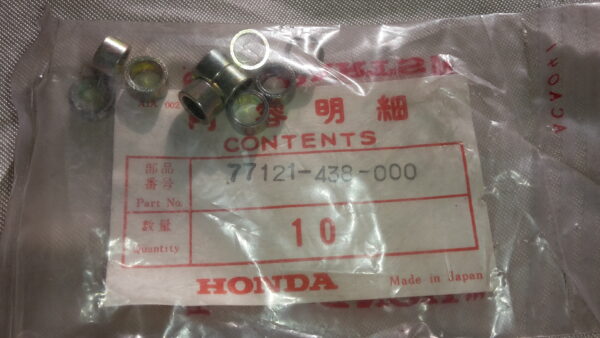 内容明細
CONTENTS
部品番号 77121-438-000
Part No.
数量 10
Quantity
HONDA Made in Japan